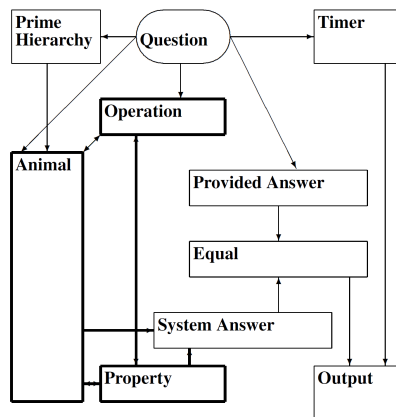 Prime
Hierarchy
Question
Timer
Operation
Animal
Provided Answer
Equal
System Answer
Property
Output